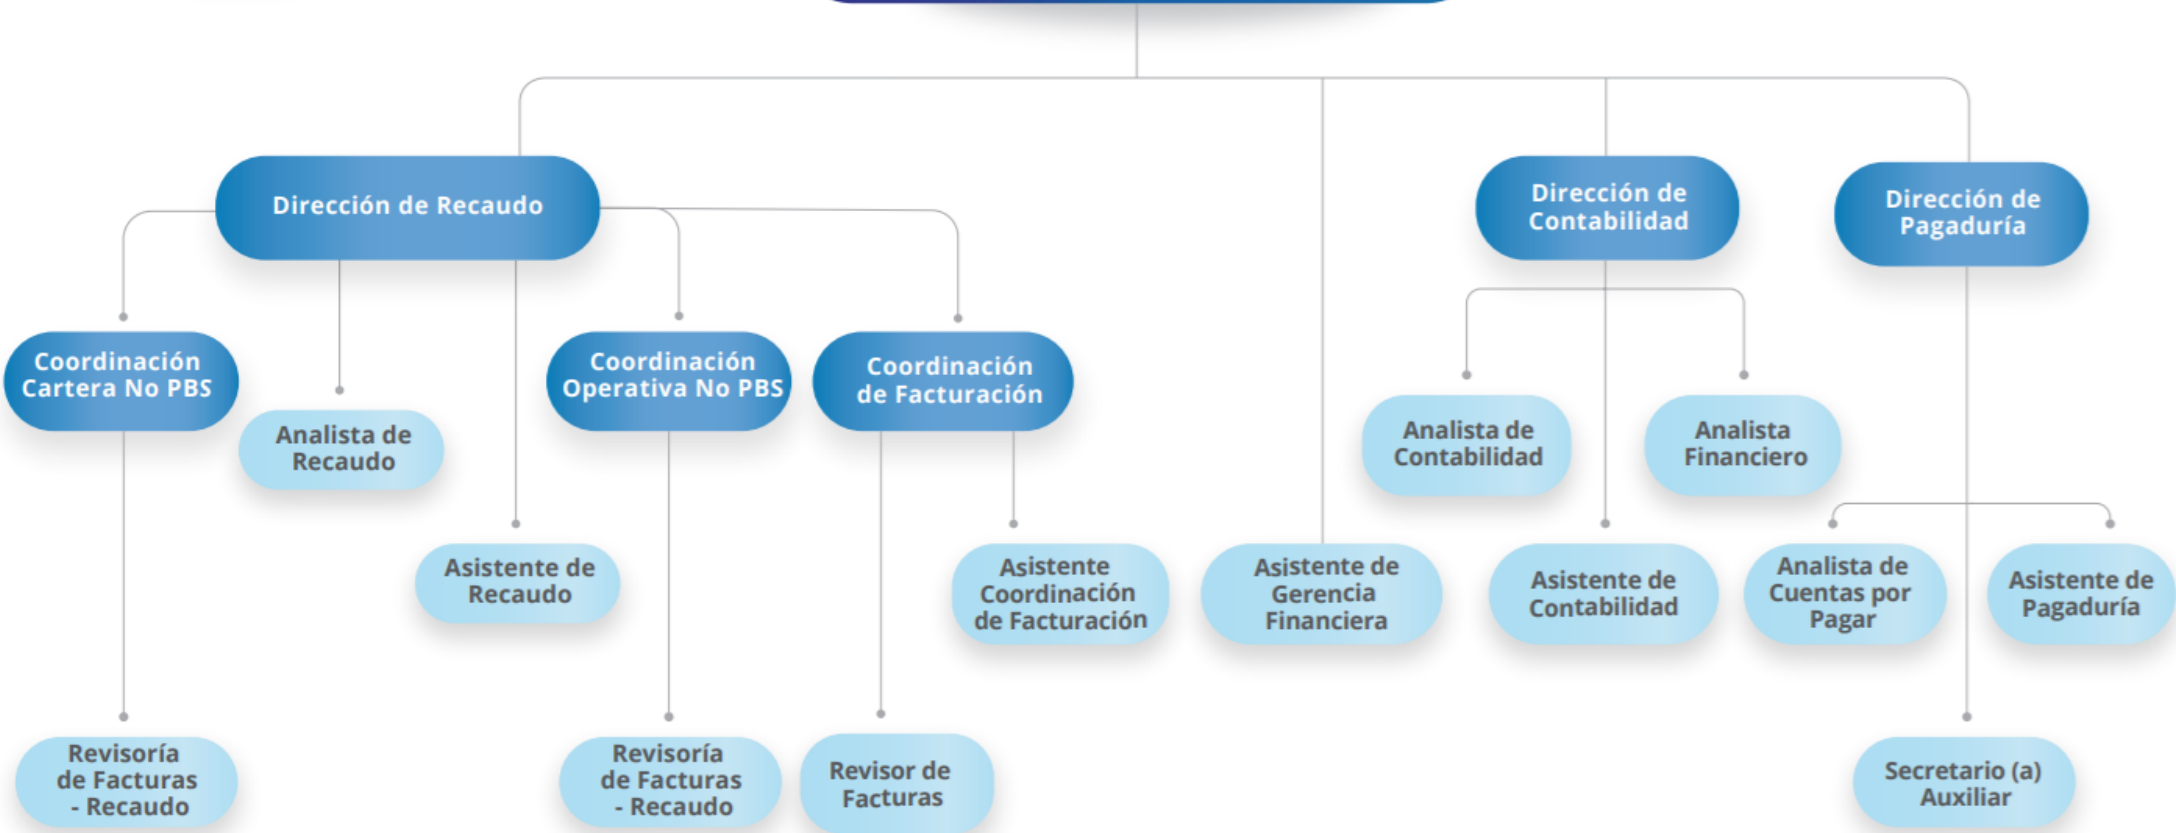 Dirección de Recaudo
Dirección de
Contabilidad
Dirección de
Pagaduría
Coordinación
Cartera No PBS
Coordinación
Operativa No PBS
Coordinación
de Facturación
Analista de
Recaudo
Analista de
Contabilidad
Analista
Financiero
Asistente de
Recaudo
Asistente
Coordinación
de Facturación
Asistente de
Gerencia
Financiera
Asistente de
Contabilidad
Analista de
Cuentas por
Pagar
Asistente de
Pagaduría
Revisoría
de Facturas
- Recaudo
Revisoría
de Facturas
- Recaudo
Revisor de
Facturas
Secretario (a)
Auxiliar